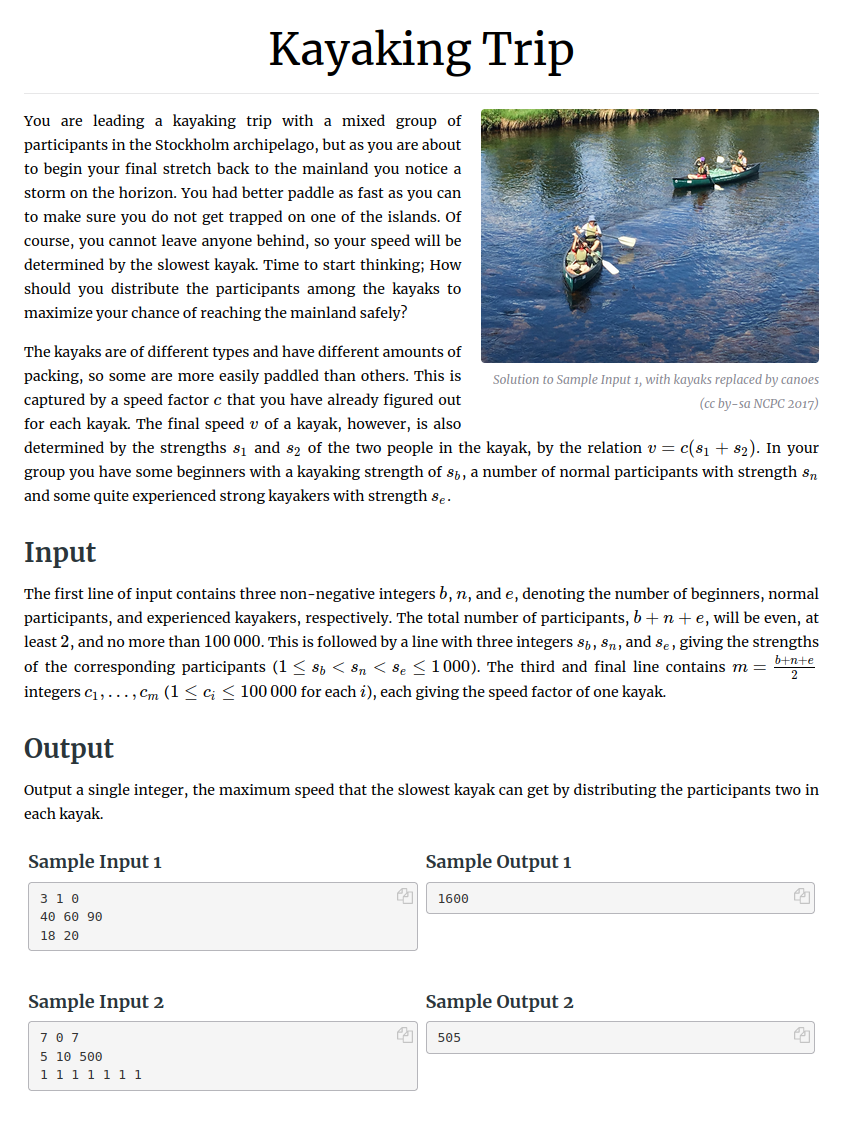 Kayaking Trip
You are leading a kayaking trip with a mixed group of
participants in the Stockholm archipelago, but as you are about
to begin your final stretch back to the mainland you notice a
storm on the horizon. You had better paddle as fast as you can
to make sure you do not get trapped on one of the islands. Of
course, you cannot leave anyone behind, so your speed will be
determined by the slowest kayak. Time to start thinking; How
should you distribute the participants among the kayaks to
maximize your chance of reaching the mainland safely?
Solution to Sample Input 1, with kayaks replaced by canoes
(cc by-sa NCPC 2017)
The kayaks are of different types and have different amounts of
packing, so some are more easily paddled than others. This is
captured by a speed factor c that you have already figured out
for each kayak. The final speed v of a kayak, however, is also
determined by the strengths s₁ and s₂ of the two people in the kayak, by the relation v = c(s₁ + s₂). In your
group you have some beginners with a kayaking strength of s_b, a number of normal participants with strength s_n
and some quite experienced strong kayakers with strength s_e.
Input
The first line of input contains three non-negative integers b, n, and e, denoting the number of beginners, normal
participants, and experienced kayakers, respectively. The total number of participants, b + n + e, will be even, at
least 2, and no more than 100 000. This is followed by a line with three integers s_b, s_n, and s_e, giving the strengths
of the corresponding participants (1 ≤ s_b < s_n < s_e ≤ 1 000). The third and final line contains m = (b+n+e)/2
integers c₁, . . . , c_m (1 ≤ c_i ≤ 100 000 for each i), each giving the speed factor of one kayak.
Output
Output a single integer, the maximum speed that the slowest kayak can get by distributing the participants two in
each kayak.
Sample Input 1
3 1 0
40 60 90
18 20
Sample Output 1
1600
Sample Input 2
7 0 7
5 10 500
1 1 1 1 1 1 1
Sample Output 2
505